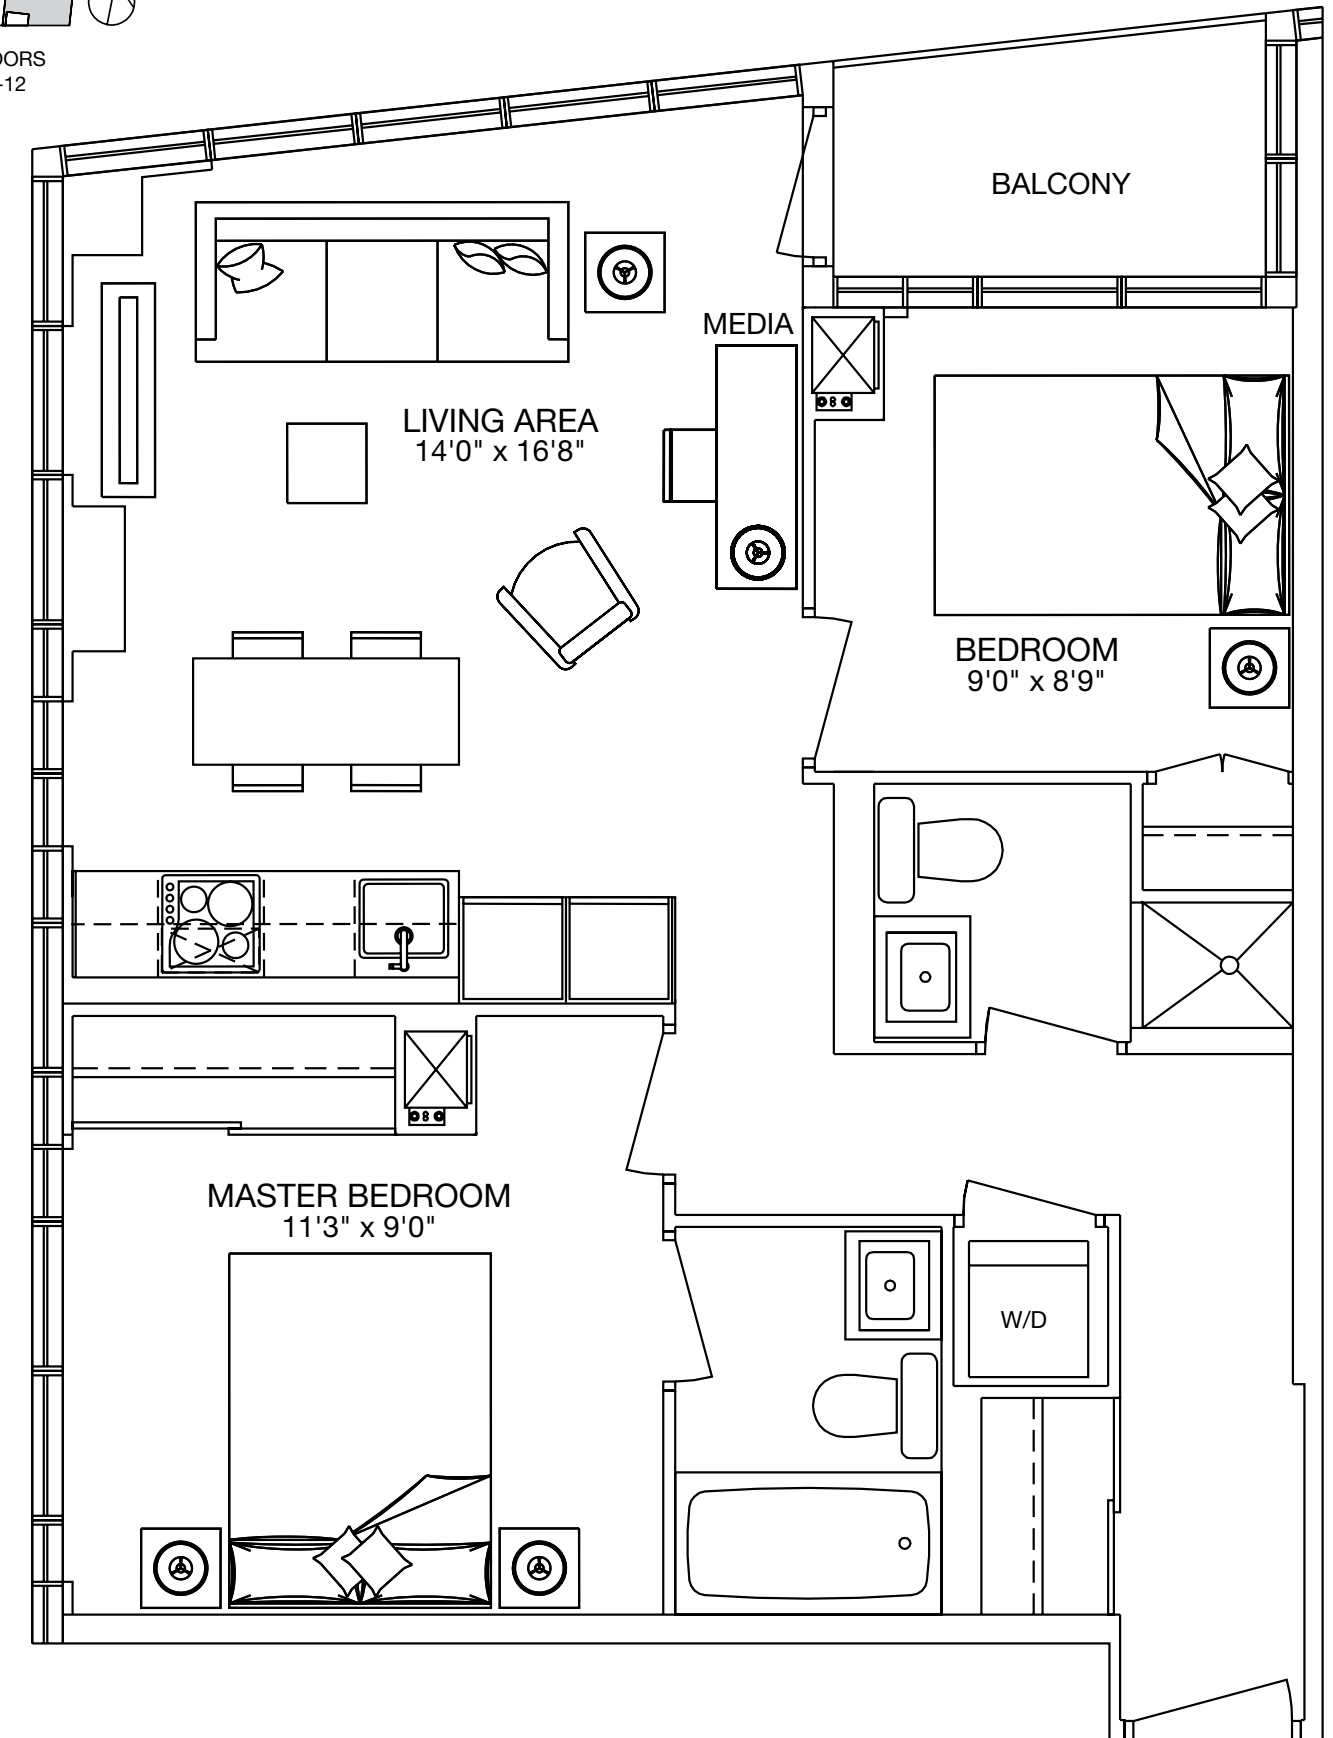 -12
BALCONY
MEDIA
LIVING AREA
14'0" x 16'8"
BEDROOM
9'0" x 8'9"
MASTER BEDROOM
11'3" x 9'0"
W/D